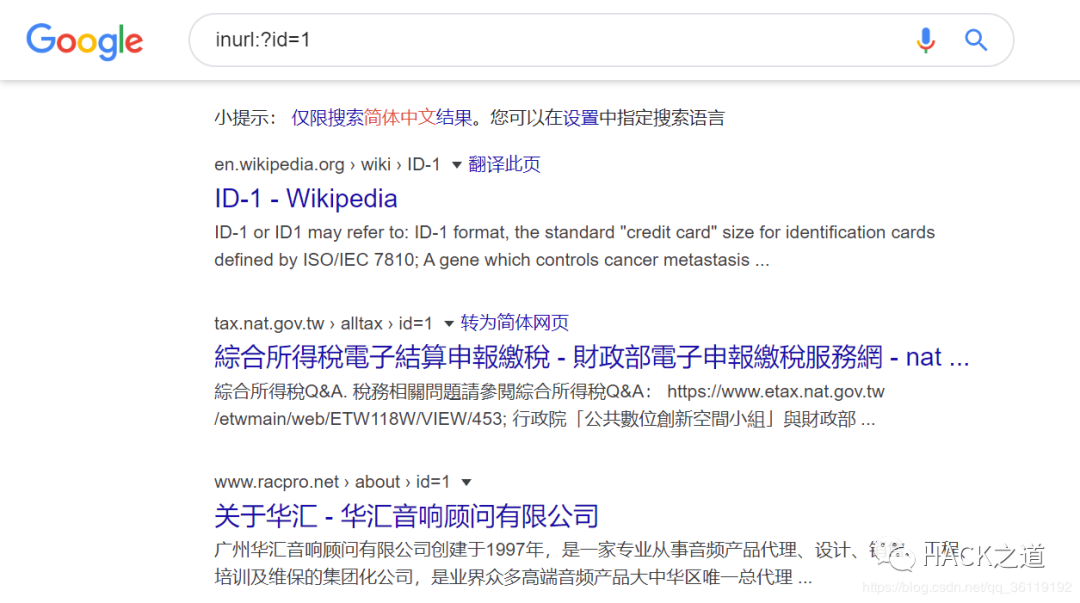 Google
inurl:?id=1
小提示： 仅限搜索简体中文结果。您可以在设置中指定搜索语言
en.wikipedia.org › wiki › ID-1 ▼ 翻译此页
ID-1 - Wikipedia
ID-1 or ID1 may refer to: ID-1 format, the standard "credit card" size for identification cards
defined by ISO/IEC 7810; A gene which controls cancer metastasis ...
tax.nat.gov.tw › alltax › id=1 ▼ 转为简体网页
綜合所得稅電子結算申報繳稅 - 財政部電子申報繳稅服務網 - nat ...
綜合所得稅Q&A. 稅務相關問題請參閱綜合所得稅Q&A： https://www.etax.nat.gov.tw
/etwmain/web/ETW118W/VIEW/453; 行政院「公共數位創新空間小組」與財政部 ...
www.racpro.net › about › id=1 ▼
关于华汇 - 华汇音响顾问有限公司
广州华汇音响顾问有限公司创建于1997年，是一家专业从事音频产品代理、设计、 、工程、
培训及维保的集团化公司，是业界众多高端音频产品大中华区唯一总代理 ...
HACK之道
https://blog.csdn.net/qq_36119192